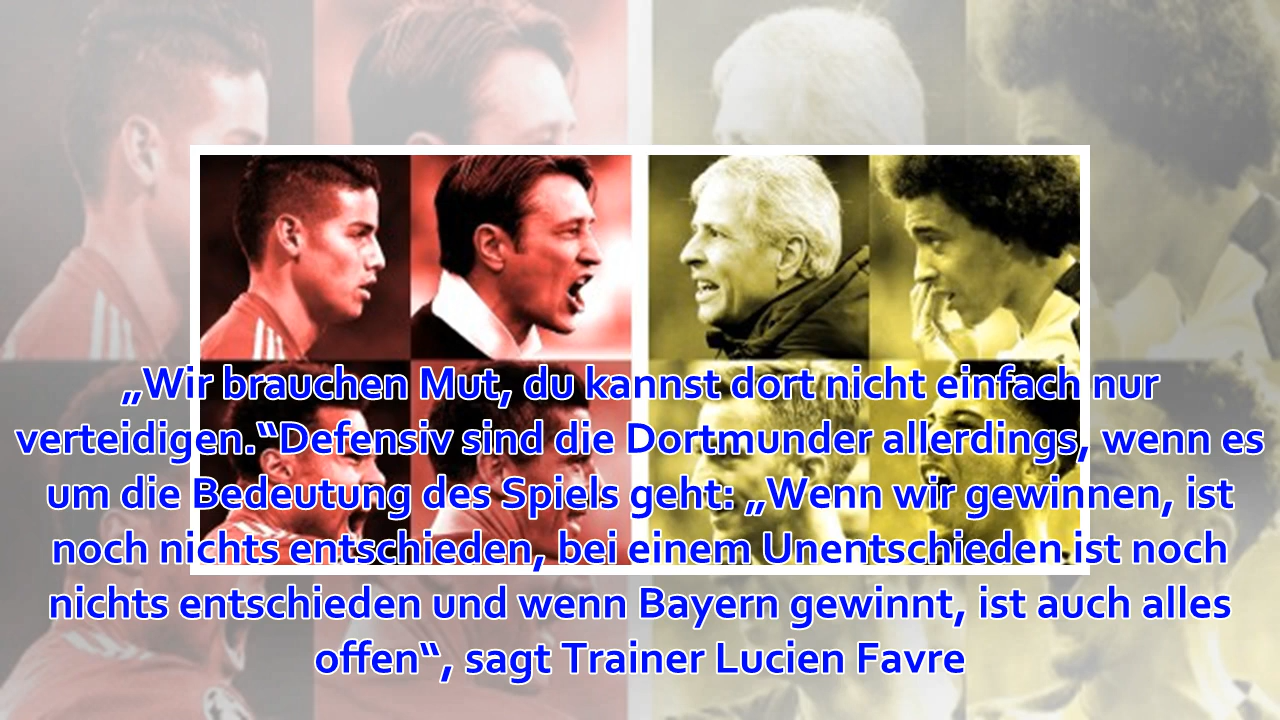 „Wir brauchen Mut, du kannst dort nicht einfach nur
verteidigen.“Defensiv sind die Dortmunder allerdings, wenn es
um die Bedeutung des Spiels geht: „Wenn wir gewinnen, ist
noch nichts entschieden, bei einem Unentschieden ist noch
nichts entschieden und wenn Bayern gewinnt, ist auch alles
offen“, sagt Trainer Lucien Favre